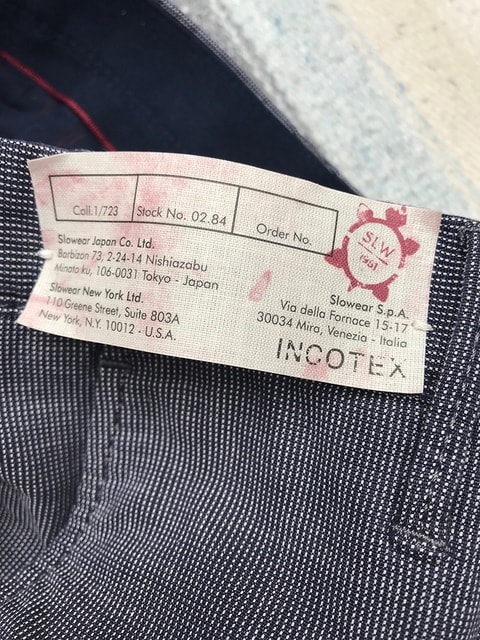 Coll.1/723
Stock No. 02.84
Order No.
SLW
1951
Slowear Japan Co. Ltd.
Barbizon 73, 2-24-14 Nishiazabu
Minato ku, 106-0031 Tokyo - Japan
Slowear New York Ltd.
110 Greene Street, Suite 803A
New York, N.Y. 10012 - U.S.A.
Slowear S.p.A.
Via della Fornace 15-17
30034 Mira, Venezia - Italia
INCOTEX